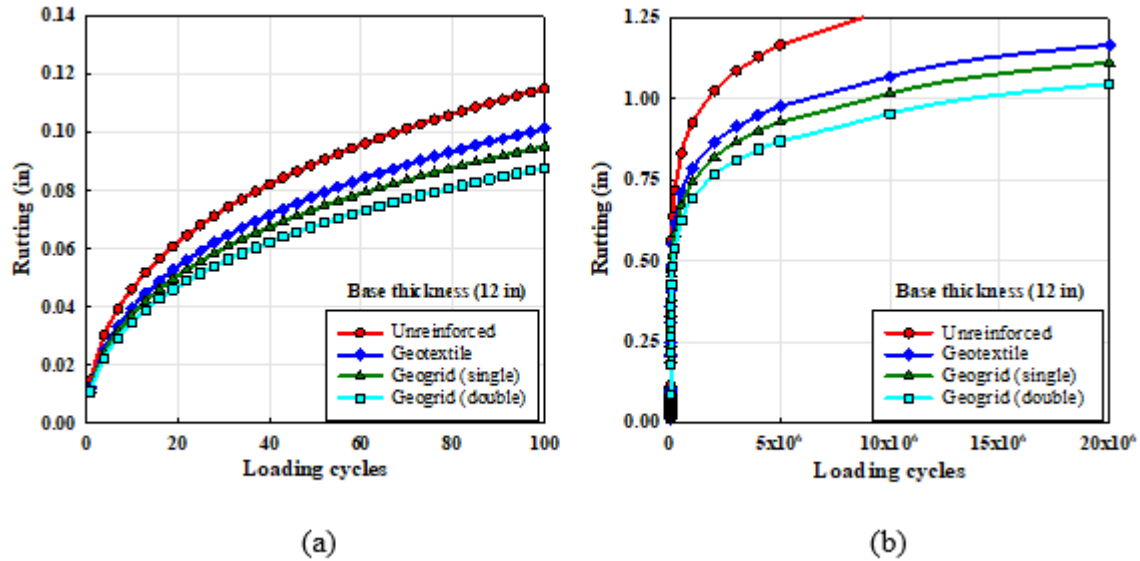 0.14
0.12
0.10
0.08
0.06
0.04
0.02
0.00
Rutting (in)
Base thickness (12 in)
Unreinforced
Geotextile
Geogrid (single)
Geogrid (double)
0 20 40 60 80 100
Loading cycles
(a)
1.25
1.00
0.75
0.50
0.25
0.00
Rutting (in)
Base thickness (12 in)
Unreinforced
Geotextile
Geogrid (single)
Geogrid (double)
0 5x10⁶ 10x10⁶ 15x10⁶ 20x10⁶
Loading cycles
(b)